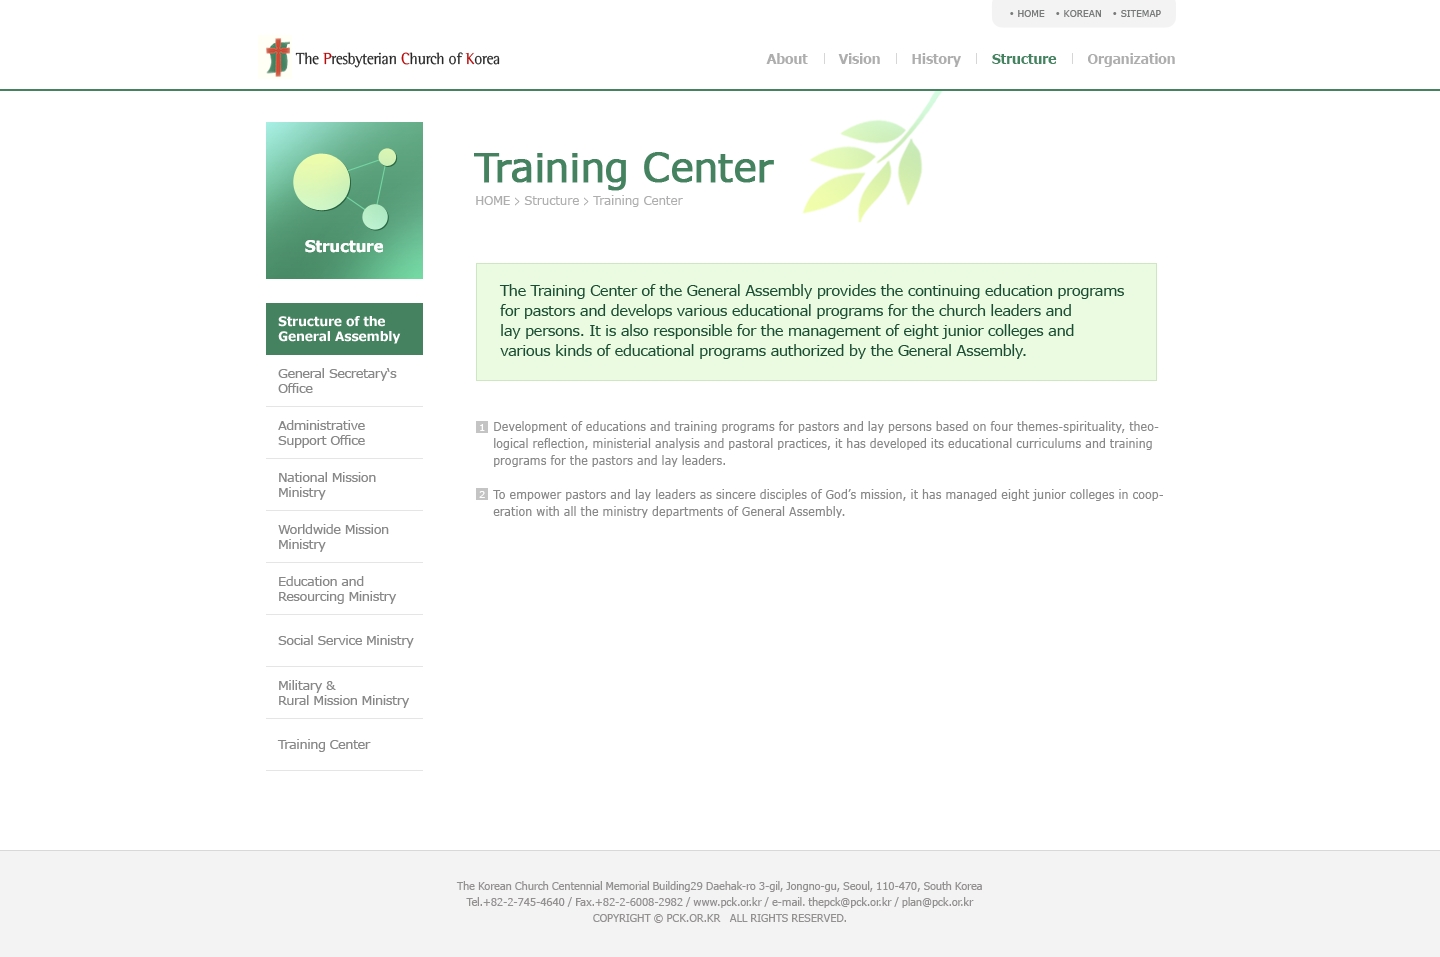 • HOME • KOREAN • SITEMAP
The Presbyterian Church of Korea
About Vision History Structure Organization
Structure
Structure of the
General Assembly
General Secretary's
Office
Administrative
Support Office
National Mission
Ministry
Worldwide Mission
Ministry
Education and
Resourcing Ministry
Social Service Ministry
Military &
Rural Mission Ministry
Training Center
Training Center
HOME > Structure > Training Center
The Training Center of the General Assembly provides the continuing education programs
for pastors and develops various educational programs for the church leaders and
lay persons. It is also responsible for the management of eight junior colleges and
various kinds of educational programs authorized by the General Assembly.
1 Development of educations and training programs for pastors and lay persons based on four themes-spirituality, theo-
logical reflection, ministerial analysis and pastoral practices, it has developed its educational curriculums and training
programs for the pastors and lay leaders.
2 To empower pastors and lay leaders as sincere disciples of God's mission, it has managed eight junior colleges in coop-
eration with all the ministry departments of General Assembly.
The Korean Church Centennial Memorial Building29 Daehak-ro 3-gil, Jongno-gu, Seoul, 110-470, South Korea
Tel.+82-2-745-4640 / Fax.+82-2-6008-2982 / www.pck.or.kr / e-mail. thepck@pck.or.kr / plan@pck.or.kr
COPYRIGHT © PCK.OR.KR ALL RIGHTS RESERVED.